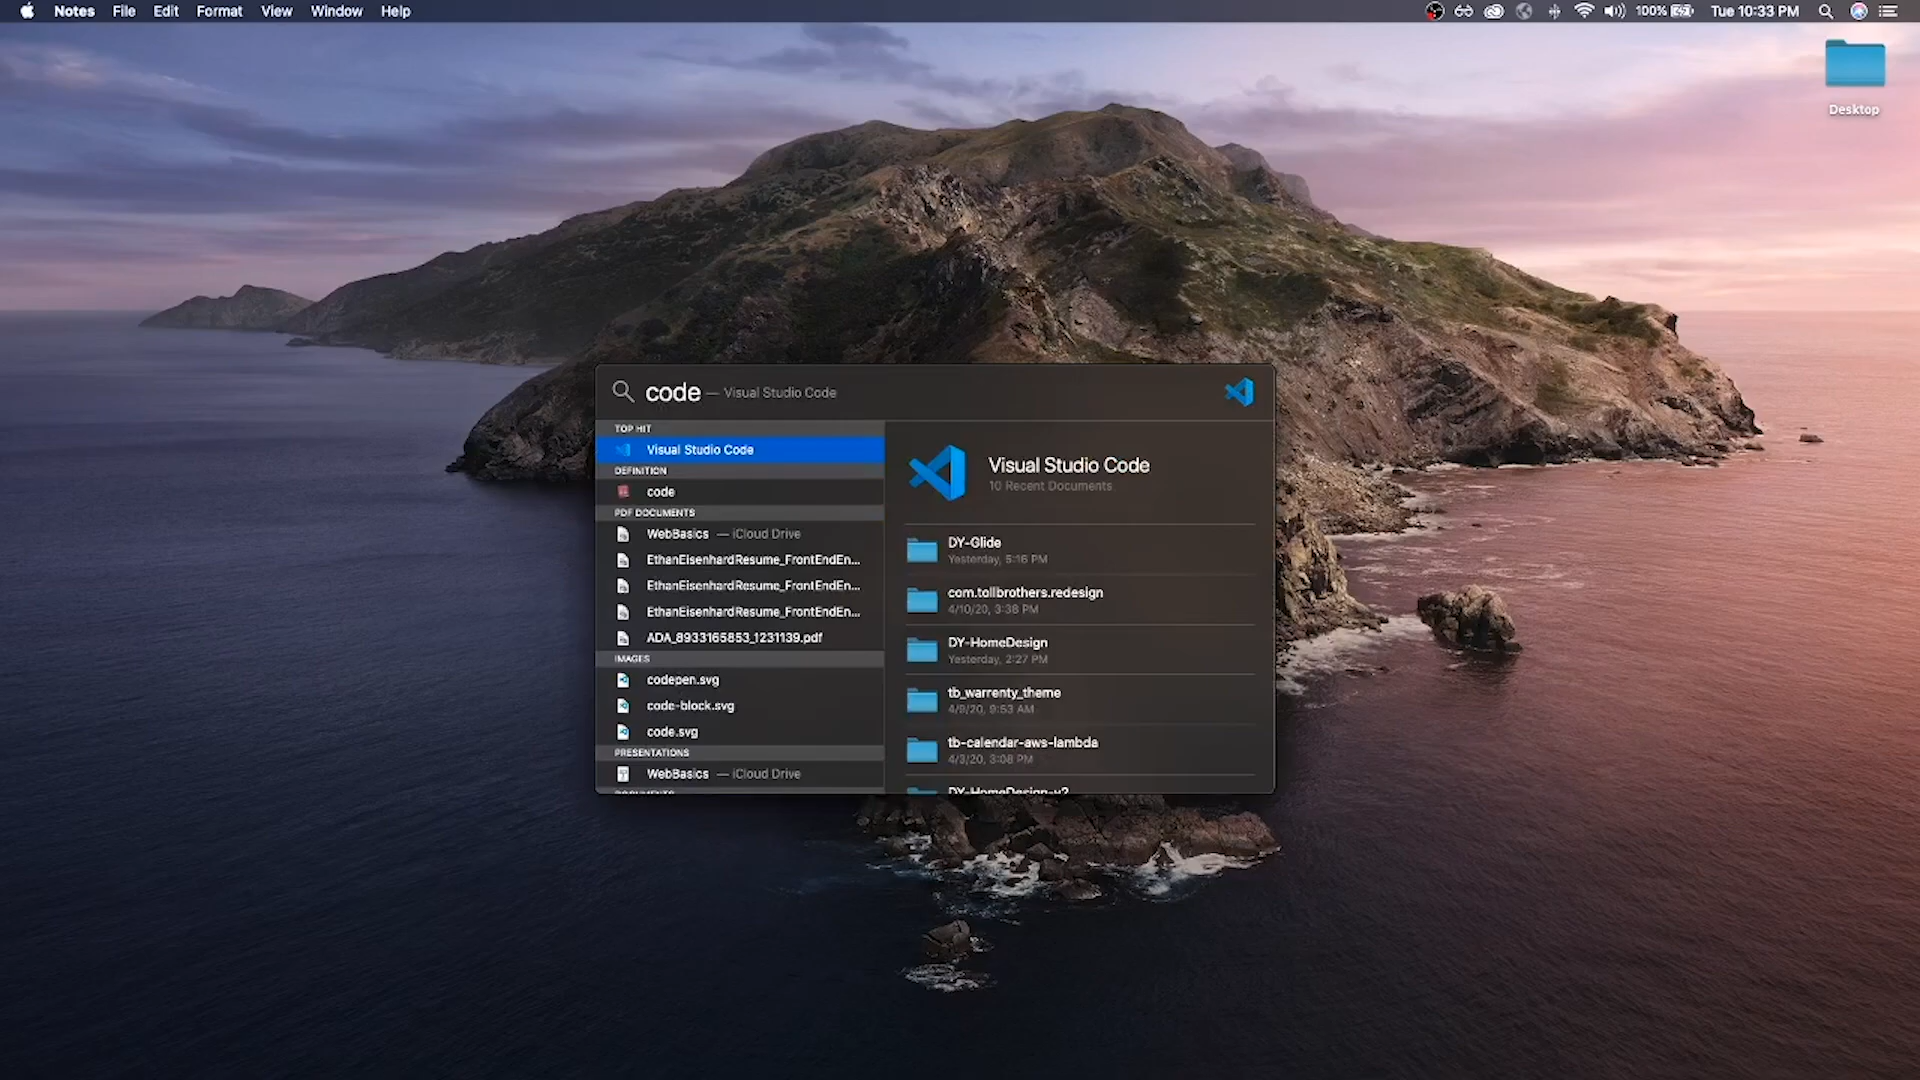 Notes File Edit Format View Window Help 100% Tue 10:33 PM
Desktop
code — Visual Studio Code
TOP HIT
Visual Studio Code
DEFINITION
code
PDF DOCUMENTS
WebBasics — iCloud Drive
EthanEisenhardResume_FrontEndEn...
EthanEisenhardResume_FrontEndEn...
EthanEisenhardResume_FrontEndEn...
ADA_8933165853_1231139.pdf
IMAGES
codepen.svg
code-block.svg
code.svg
PRESENTATIONS
WebBasics — iCloud Drive
DOCUMENTS
Visual Studio Code
10 Recent Documents
DY-Glide
Yesterday, 5:16 PM
com.tollbrothers.redesign
4/10/20, 3:38 PM
DY-HomeDesign
Yesterday, 2:27 PM
tb_warrenty_theme
4/9/20, 9:53 AM
tb-calendar-aws-lambda
4/3/20, 3:08 PM
DY-HomeDesign-v2